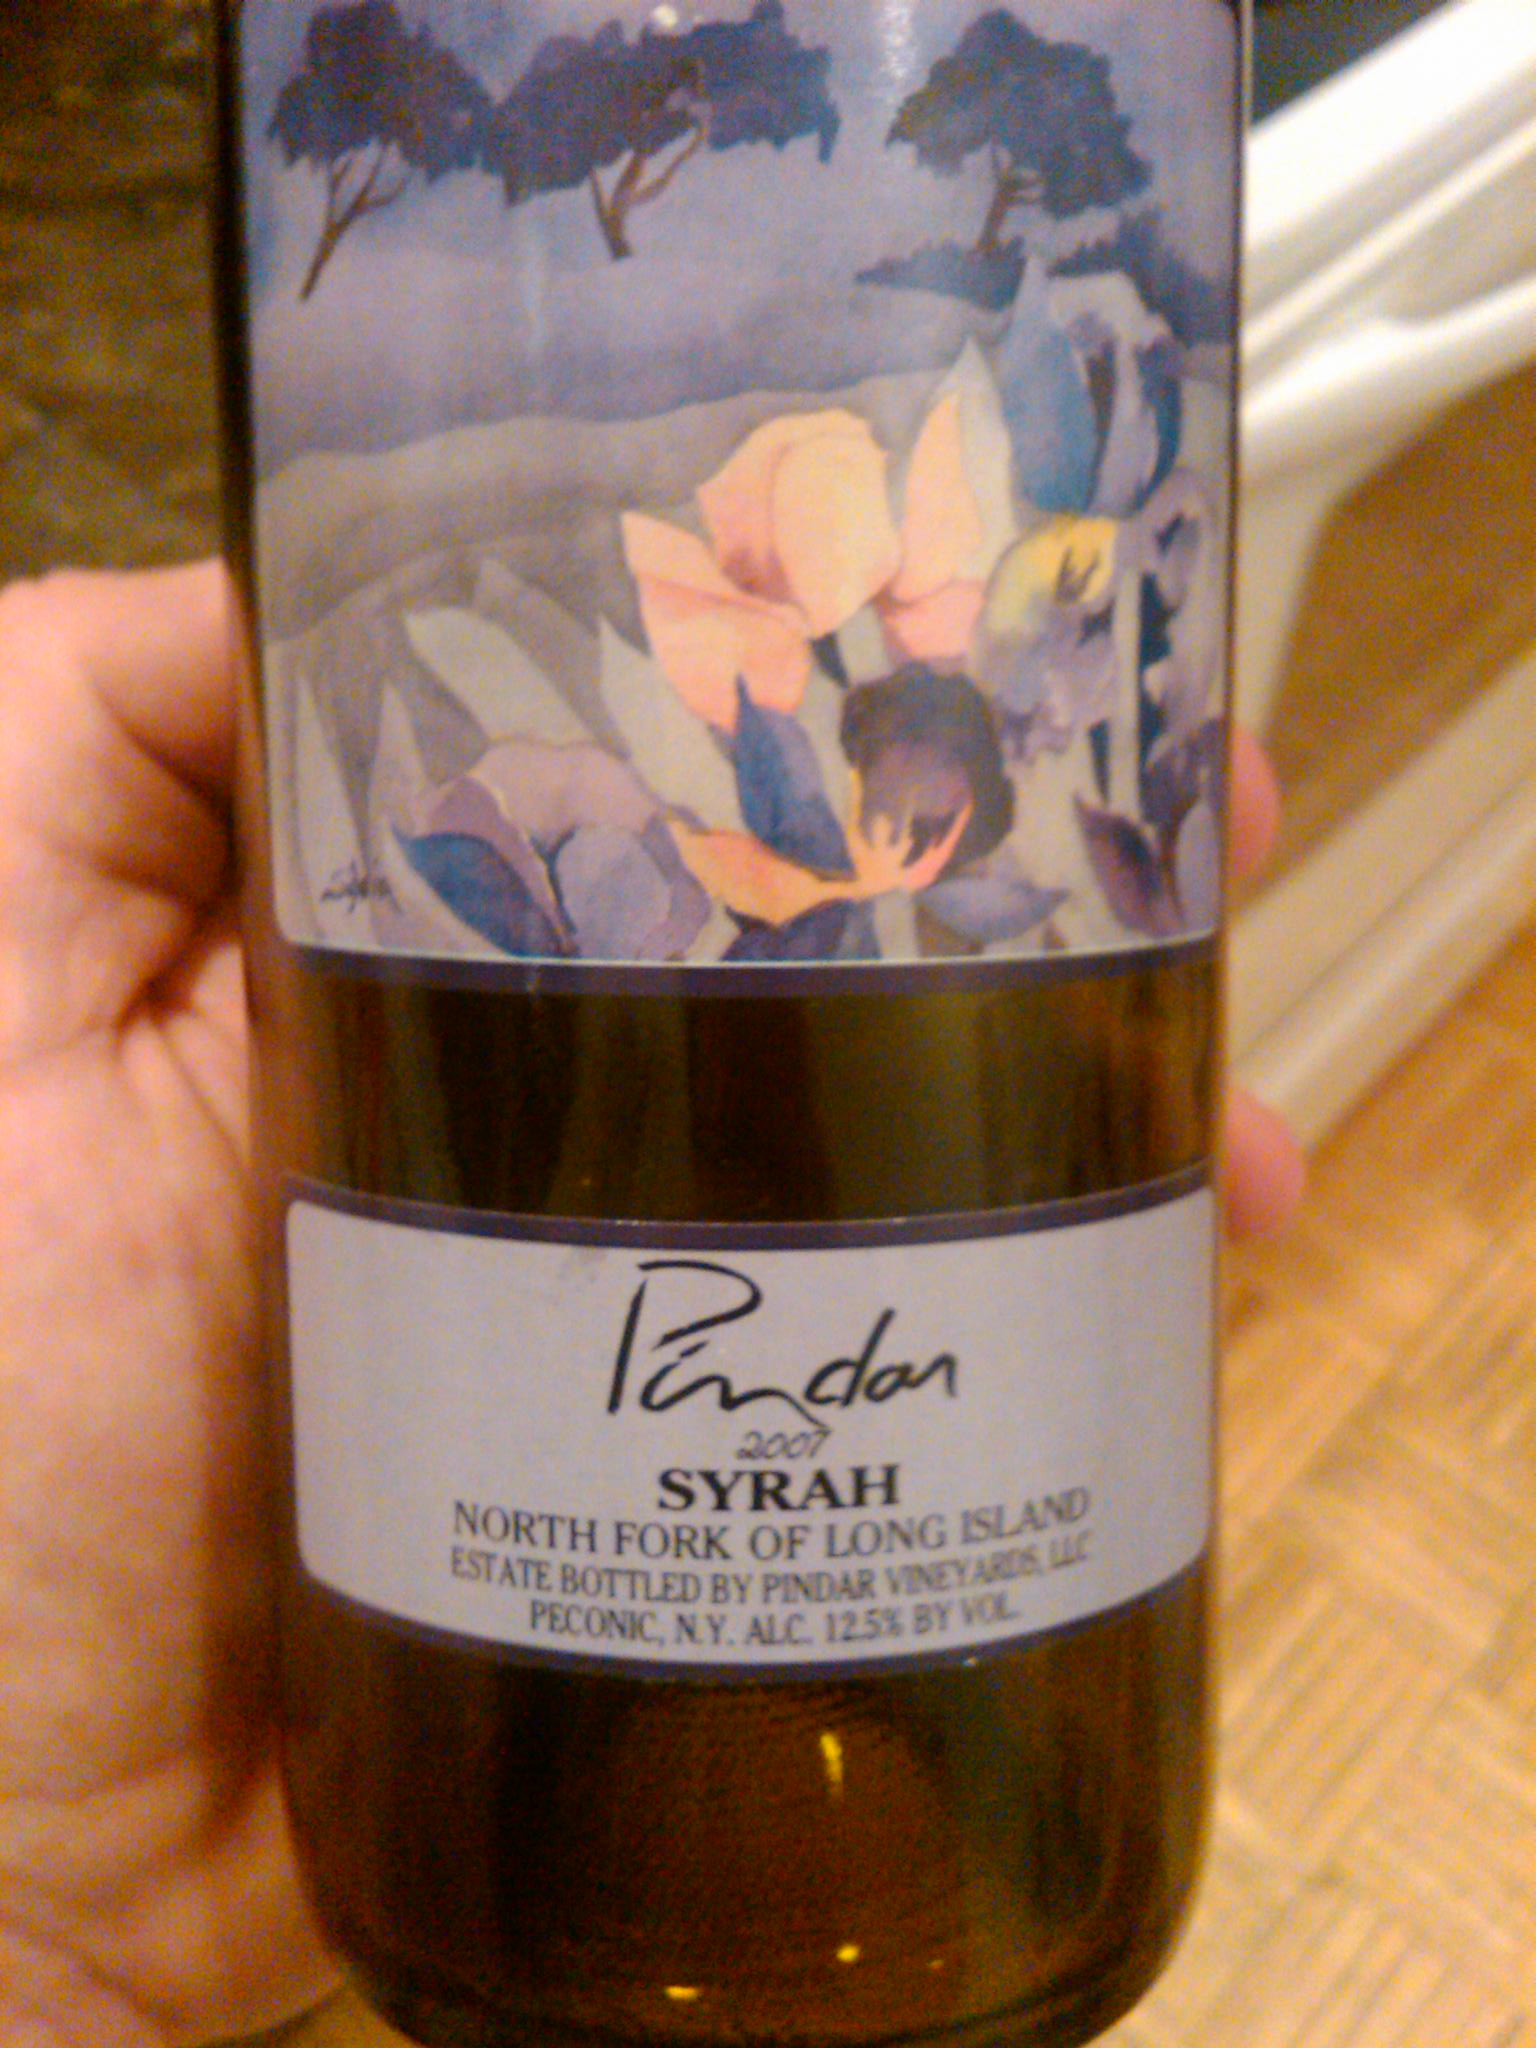 Pindar
2007
SYRAH
NORTH FORK OF LONG ISLAND
ESTATE BOTTLED BY PINDAR VINEYARDS, LLC
PECONIC, N.Y. ALC. 12.5% BY VOL.